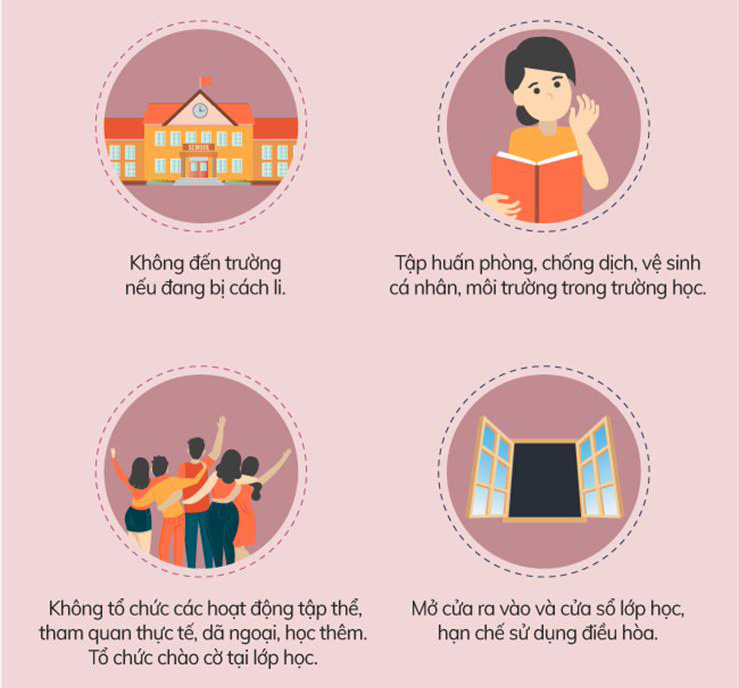 SCHOOL
Không đến trường
nếu đang bị cách li.
Tập huấn phòng, chống dịch, vệ sinh
cá nhân, môi trường trong trường học.
Không tổ chức các hoạt động tập thể,
tham quan thực tế, dã ngoại, học thêm.
Tổ chức chào cờ tại lớp học.
Mở cửa ra vào và cửa sổ lớp học,
hạn chế sử dụng điều hòa.